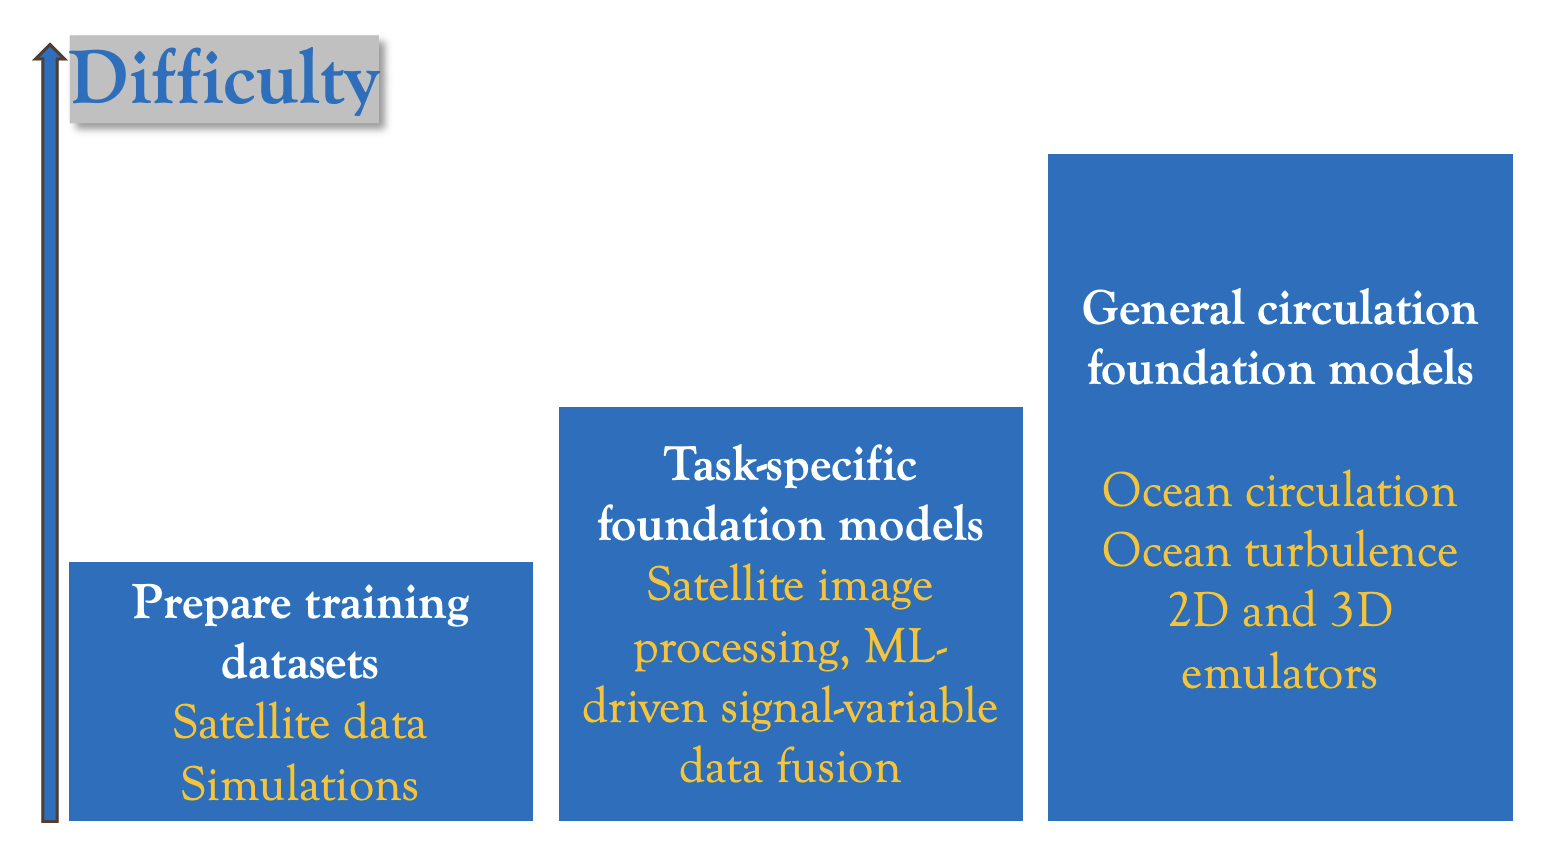 Difficulty
Prepare training
datasets
Satellite data
Simulations
Task-specific
foundation models
Satellite image
processing, ML-
driven signal-variable
data fusion
General circulation
foundation models
Ocean circulation
Ocean turbulence
2D and 3D
emulators